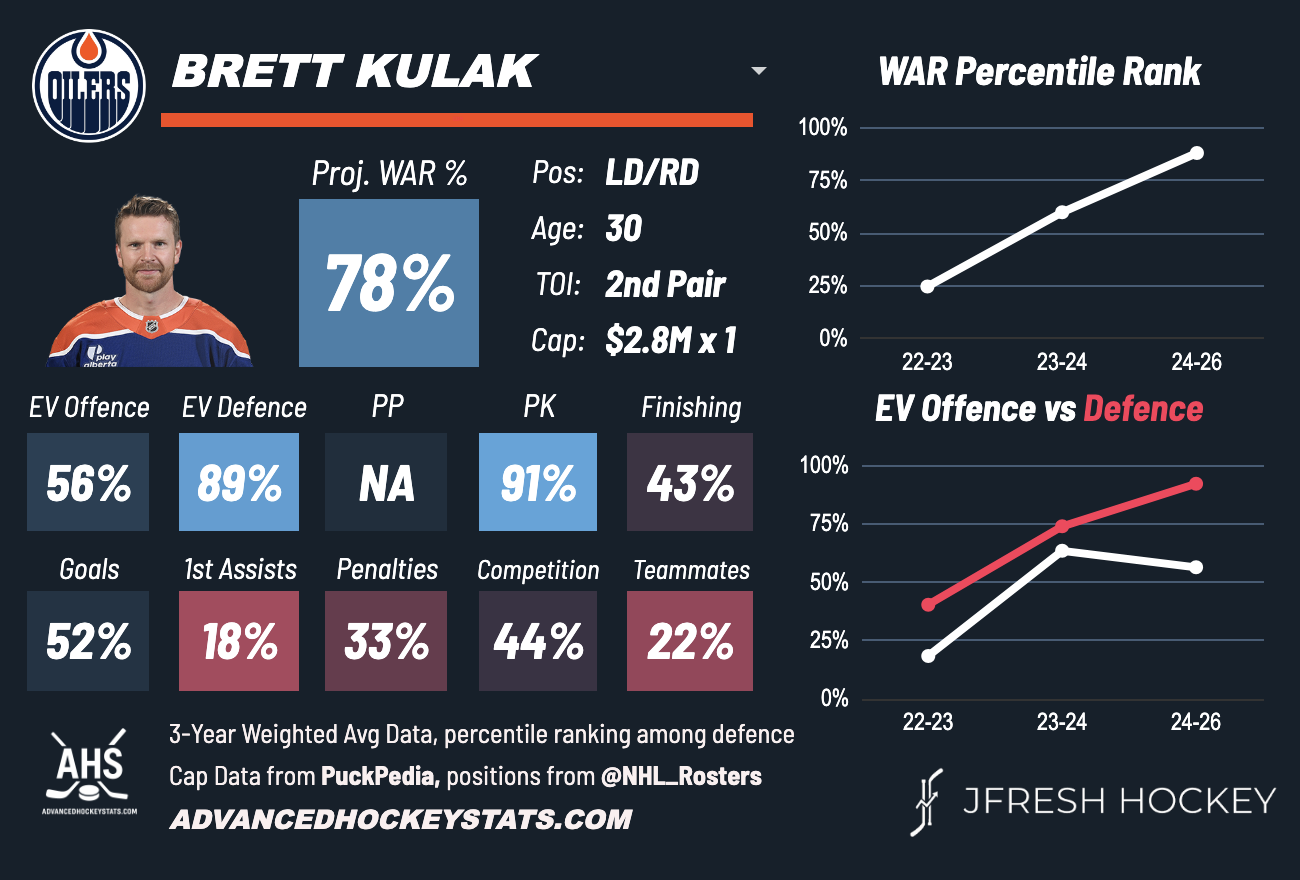 OILERS
BRETT KULAK
Proj. WAR %
78%
Pos: LD/RD
Age: 30
TOI: 2nd Pair
Cap: $2.8M x 1
play
alberta
EV Offence EV Defence PP PK Finishing
56% 89% NA 91% 43%
Goals 1st Assists Penalties Competition Teammates
52% 18% 33% 44% 22%
WAR Percentile Rank
100%
75%
50%
25%
0%
22-23 23-24 24-26
EV Offence vs Defence
100%
75%
50%
25%
0%
22-23 23-24 24-26
AHS
ADVANCEDHOCKEYSTATS.COM
3-Year Weighted Avg Data, percentile ranking among defence
Cap Data from PuckPedia, positions from @NHL_Rosters
ADVANCEDHOCKEYSTATS.COM
JFRESH HOCKEY